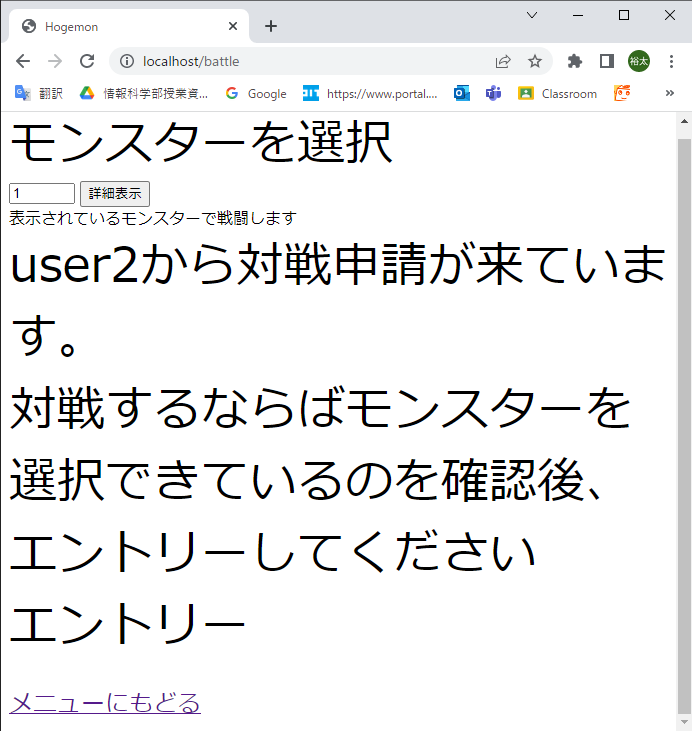 Hogemon
localhost/battle
裕太
翻訳
情報科学部授業資...
Google
https://www.portal....
Classroom
モンスターを選択
1 詳細表示
表示されているモンスターで戦闘します
user2から対戦申請が来ていま
す。
対戦するならばモンスターを
選択できているのを確認後、
エントリーしてください
エントリー
メニューにもどる